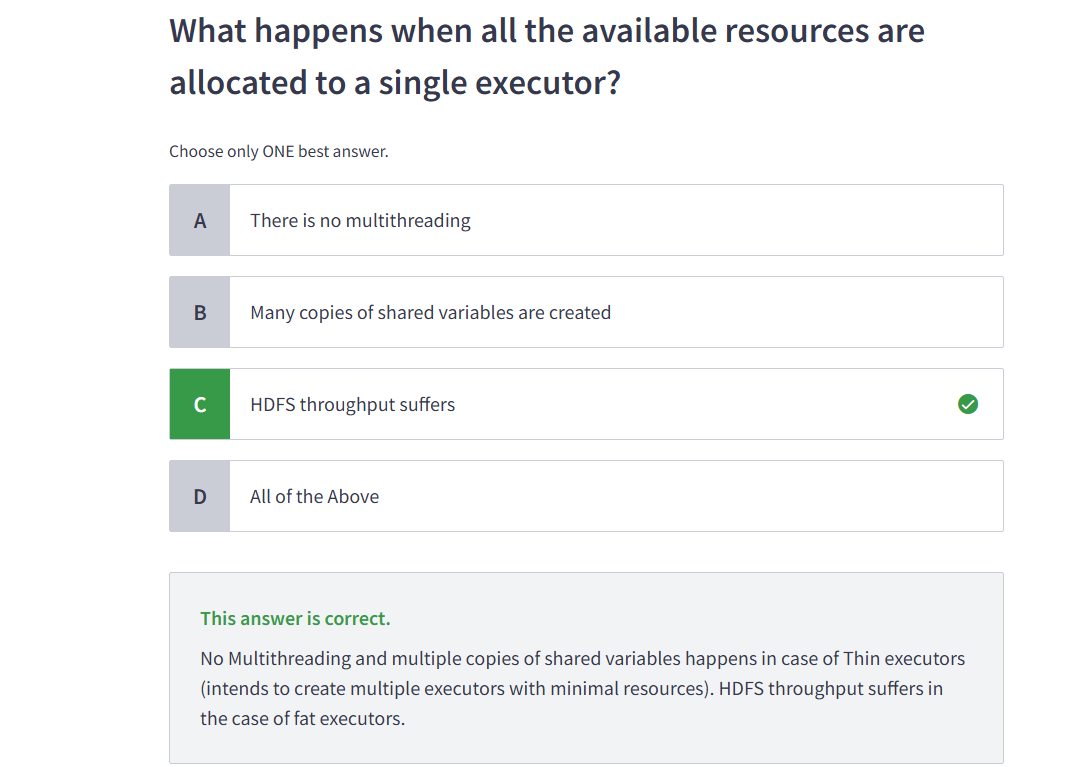 What happens when all the available resources are
allocated to a single executor?
Choose only ONE best answer.
A There is no multithreading
B Many copies of shared variables are created
C HDFS throughput suffers
D All of the Above
This answer is correct.
No Multithreading and multiple copies of shared variables happens in case of Thin executors
(intends to create multiple executors with minimal resources). HDFS throughput suffers in
the case of fat executors.